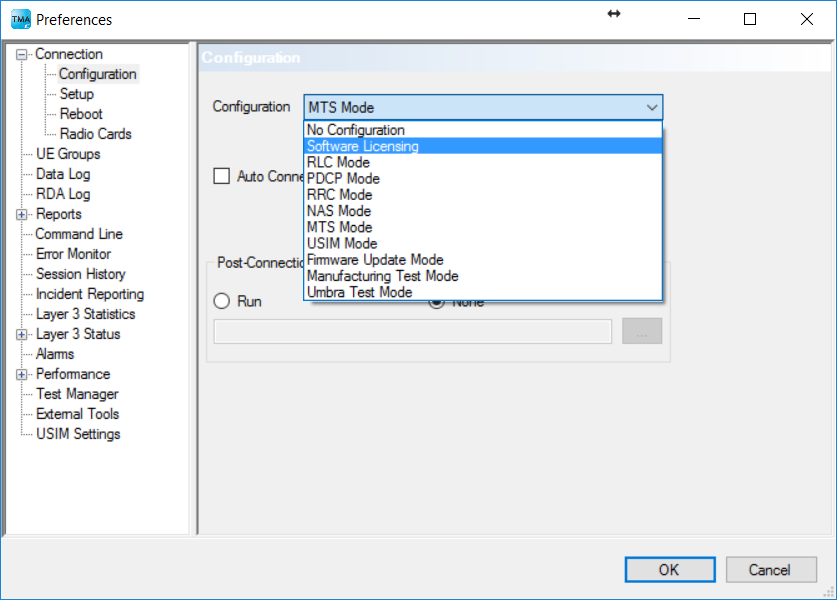 TMA Preferences
Connection
Configuration
Setup
Reboot
Radio Cards
UE Groups
Data Log
RDA Log
Reports
Command Line
Error Monitor
Session History
Incident Reporting
Layer 3 Statistics
Layer 3 Status
Alarms
Performance
Test Manager
External Tools
USIM Settings
Configuration
Configuration MTS Mode
No Configuration
Software Licensing
RLC Mode
PDCP Mode
RRC Mode
NAS Mode
MTS Mode
USIM Mode
Firmware Update Mode
Manufacturing Test Mode
Umbra Test Mode
Auto Conne
Post-Connectio
Run None
...
OK Cancel